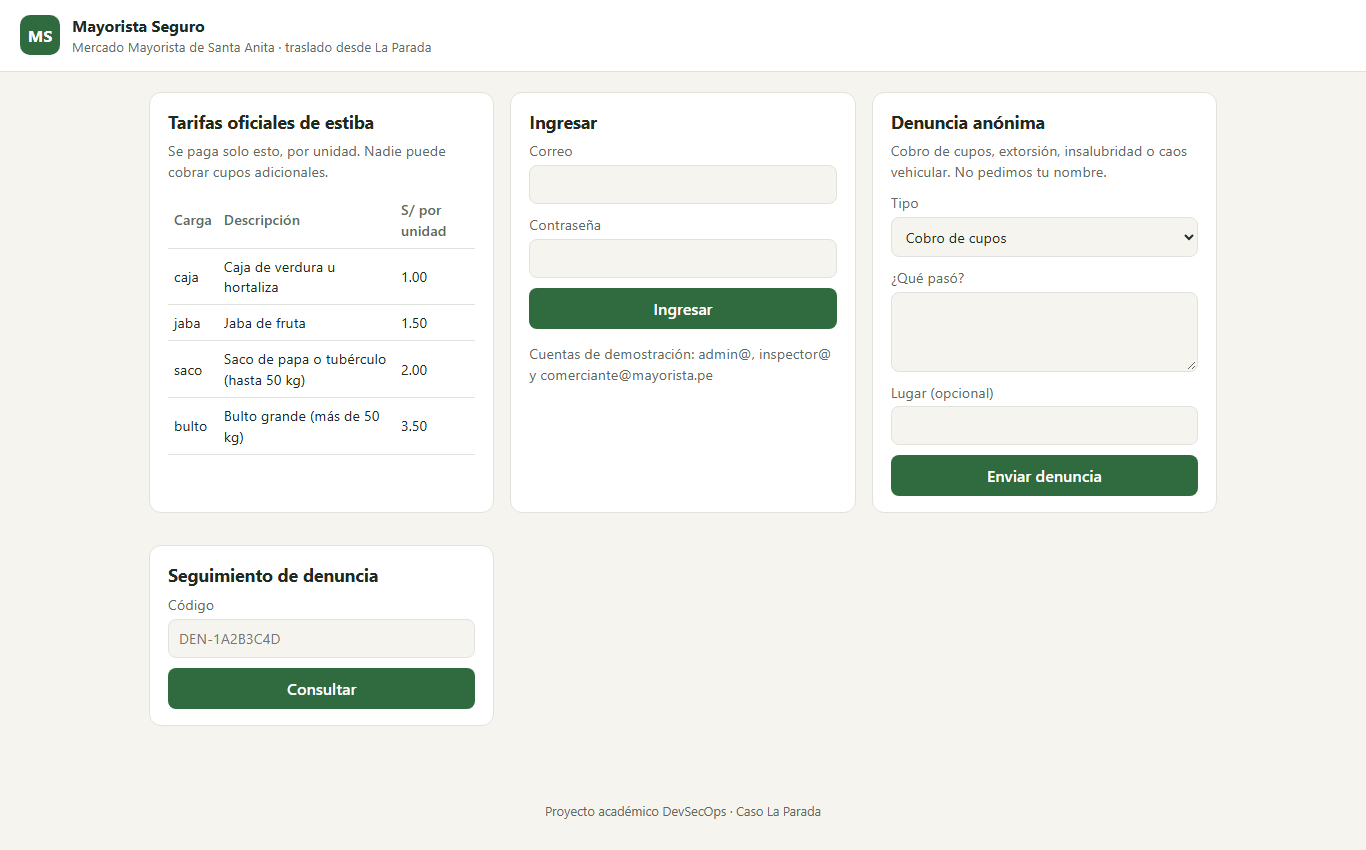 MS
Mayorista Seguro
Mercado Mayorista de Santa Anita · traslado desde La Parada
Tarifas oficiales de estiba
Se paga solo esto, por unidad. Nadie puede
cobrar cupos adicionales.
Carga Descripción S/ por
unidad
caja Caja de verdura u
hortaliza 1.00
jaba Jaba de fruta 1.50
saco Saco de papa o tubérculo
(hasta 50 kg) 2.00
bulto Bulto grande (más de 50
kg) 3.50
Ingresar
Correo
Contraseña
Ingresar
Cuentas de demostración: admin@, inspector@
y comerciante@mayorista.pe
Denuncia anónima
Cobro de cupos, extorsión, insalubridad o caos
vehicular. No pedimos tu nombre.
Tipo
Cobro de cupos
¿Qué pasó?
Lugar (opcional)
Enviar denuncia
Seguimiento de denuncia
Código
DEN-1A2B3C4D
Consultar
Proyecto académico DevSecOps · Caso La Parada